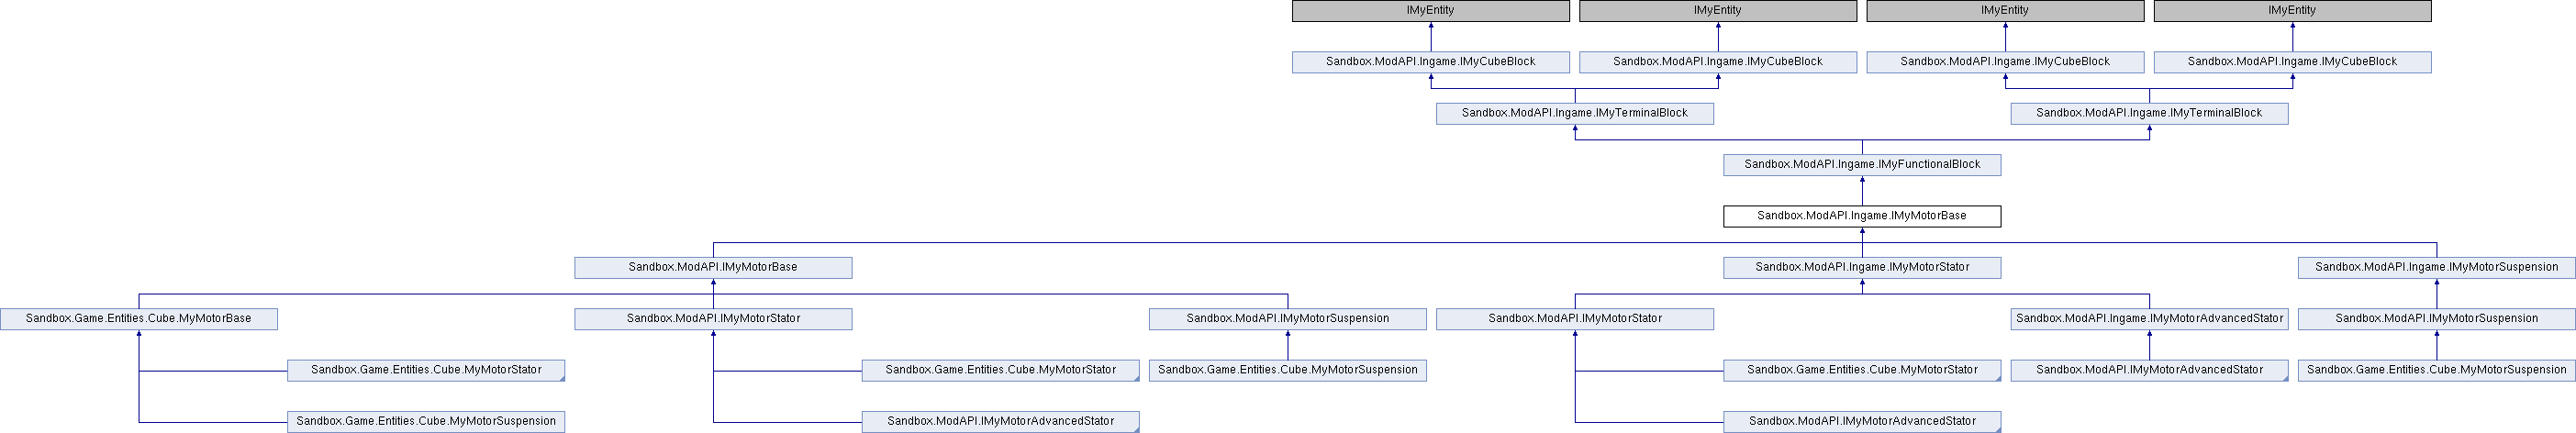 IMyEntity
IMyEntity
IMyEntity
IMyEntity
Sandbox.ModAPI.Ingame.IMyCubeBlock
Sandbox.ModAPI.Ingame.IMyCubeBlock
Sandbox.ModAPI.Ingame.IMyCubeBlock
Sandbox.ModAPI.Ingame.IMyCubeBlock
Sandbox.ModAPI.Ingame.IMyTerminalBlock
Sandbox.ModAPI.Ingame.IMyTerminalBlock
Sandbox.ModAPI.Ingame.IMyFunctionalBlock
Sandbox.ModAPI.Ingame.IMyMotorBase
Sandbox.ModAPI.IMyMotorBase
Sandbox.ModAPI.Ingame.IMyMotorStator
Sandbox.ModAPI.Ingame.IMyMotorSuspension
Sandbox.Game.Entities.Cube.MyMotorBase
Sandbox.ModAPI.IMyMotorStator
Sandbox.ModAPI.IMyMotorSuspension
Sandbox.ModAPI.IMyMotorStator
Sandbox.ModAPI.Ingame.IMyMotorAdvancedStator
Sandbox.ModAPI.IMyMotorSuspension
Sandbox.Game.Entities.Cube.MyMotorStator
Sandbox.Game.Entities.Cube.MyMotorStator
Sandbox.Game.Entities.Cube.MyMotorSuspension
Sandbox.Game.Entities.Cube.MyMotorStator
Sandbox.ModAPI.IMyMotorAdvancedStator
Sandbox.Game.Entities.Cube.MyMotorSuspension
Sandbox.Game.Entities.Cube.MyMotorSuspension
Sandbox.ModAPI.IMyMotorAdvancedStator
Sandbox.ModAPI.IMyMotorAdvancedStator